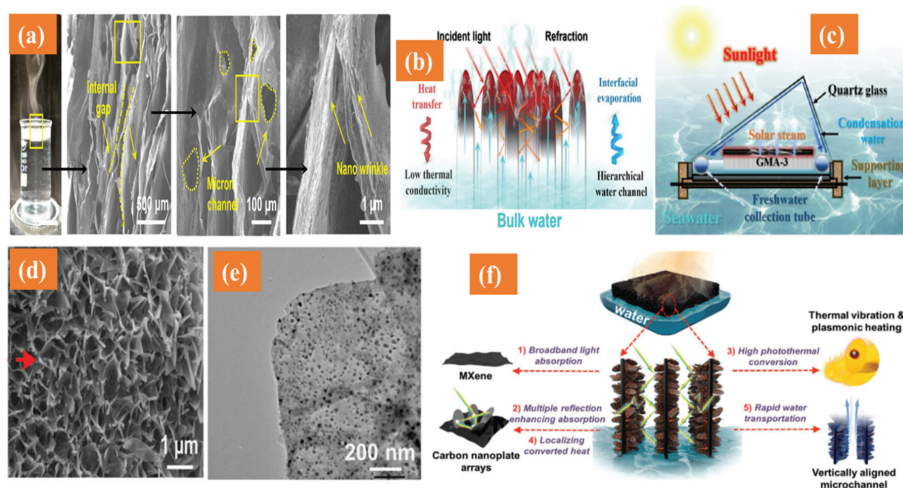 (a)
Internal
gap
500 µm
Micron
channel
100 µm
Nano wrinkle
1 µm
(b)
Incident light
Refraction
Heat
transfer
Interfacial
evaporation
Low thermal
conductivity
Hierarchical
water channel
Bulk water
(c)
Sunlight
Quartz glass
Solar steam
Condensation
water
GMA-3
Supporting
layer
Seawater
Freshwater
collection tube
(d)
1 µm
(e)
200 nm
(f)
water
Thermal vibration &
plasmonic heating
1) Broadband light
absorption
3) High photothermal
conversion
MXene
2) Multiple reflection
enhancing absorption
5) Rapid water
transportation
4) Localizing
converted heat
Carbon nanoplate
arrays
Vertically aligned
microchannel